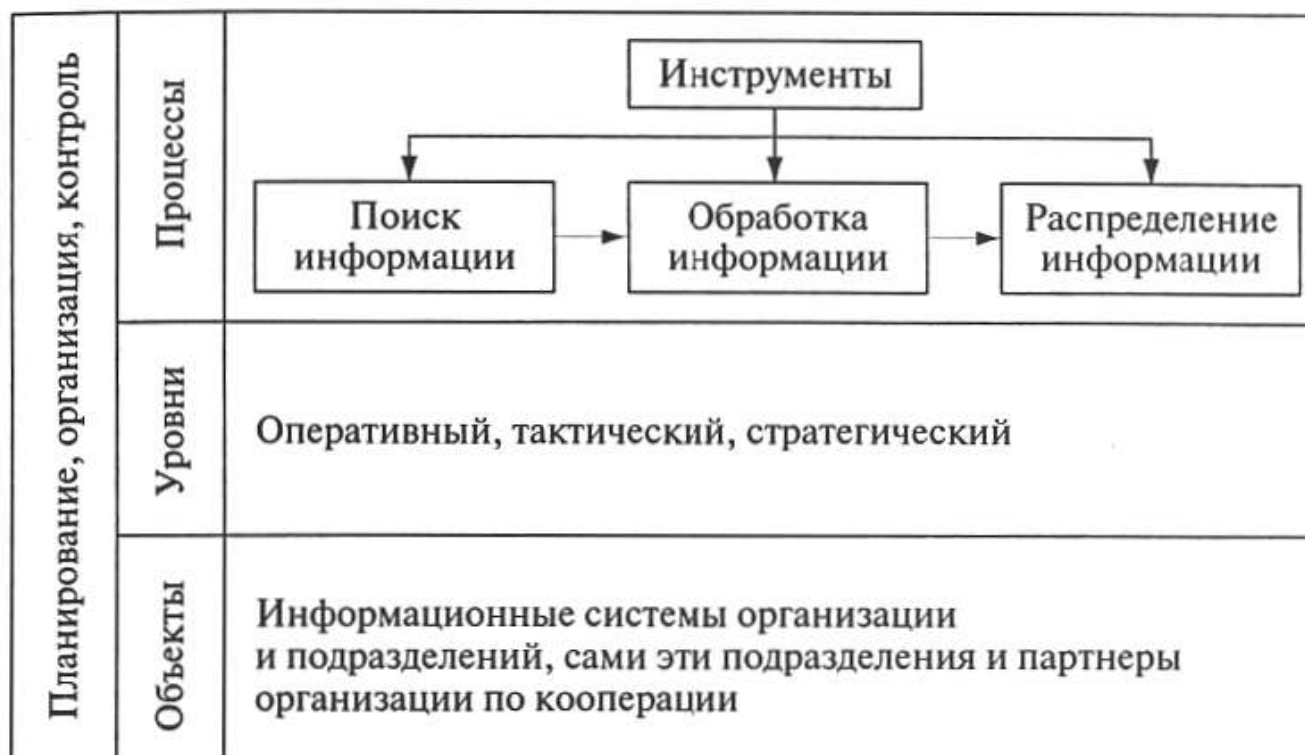 Планирование, организация, контроль
Процессы
Инструменты
Поиск
информации
Обработка
информации
Распределение
информации
Уровни
Оперативный, тактический, стратегический
Объекты
Информационные системы организации
и подразделений, сами эти подразделения и партнеры
организации по кооперации